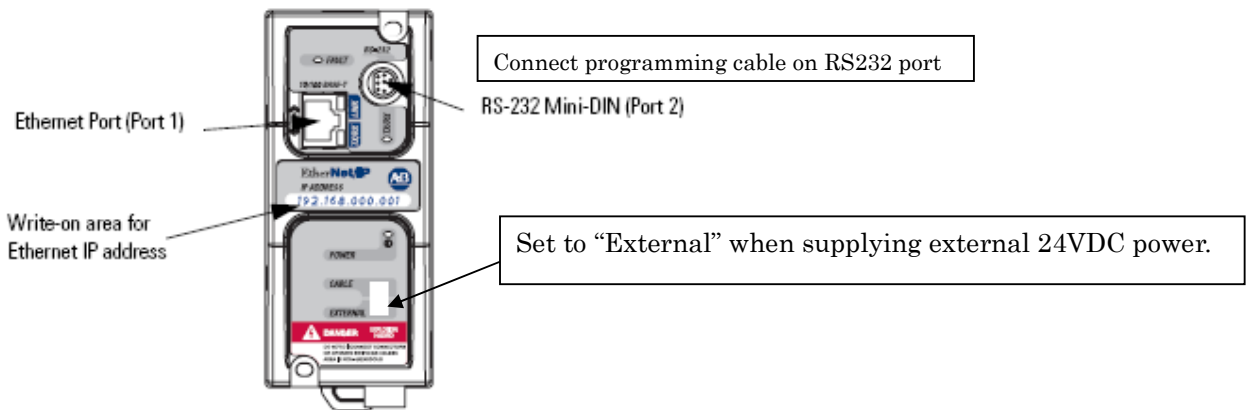 RS-232
FAULT
Connect programming cable on RS232 port
RS-232 Mini-DIN (Port 2)
Ethernet Port (Port 1)
LINK
EtherNet/IP
AB
IP ADDRESS
192.168.000.001
Write-on area for
Ethernet IP address
Set to “External” when supplying external 24VDC power.
POWER
CABLE
EXTERNAL
DANGER